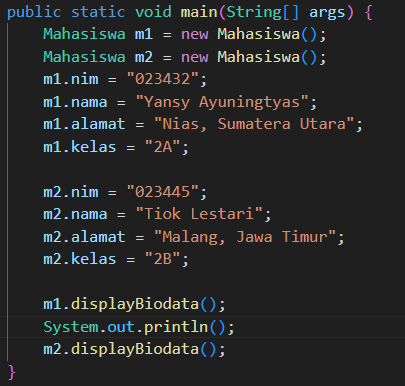 public static void main(String[] args) {
    Mahasiswa m1 = new Mahasiswa();
    Mahasiswa m2 = new Mahasiswa();
    m1.nim = "023432";
    m1.nama = "Yansy Ayuningtyas";
    m1.alamat = "Nias, Sumatera Utara";
    m1.kelas = "2A";

    m2.nim = "023445";
    m2.nama = "Tiok Lestari";
    m2.alamat = "Malang, Jawa Timur";
    m2.kelas = "2B";

    m1.displayBiodata();
    System.out.println();
    m2.displayBiodata();
}